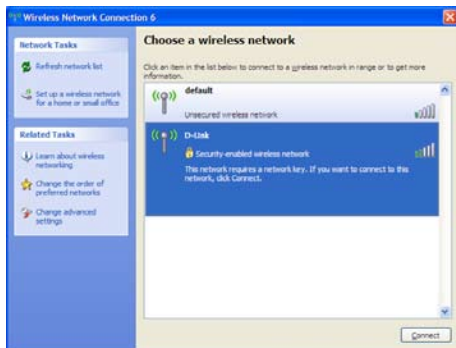 Wireless Network Connection 6
Network Tasks
Refresh network list
Set up a wireless network
for a home or small office
Related Tasks
Learn about wireless
networking
Change the order of
preferred networks
Change advanced
settings
Choose a wireless network
Click an item in the list below to connect to a wireless network in range or to get more
information.
default
Unsecured wireless network
D-Link
Security-enabled wireless network
This network requires a network key. If you want to connect to this
network, click Connect.
Connect